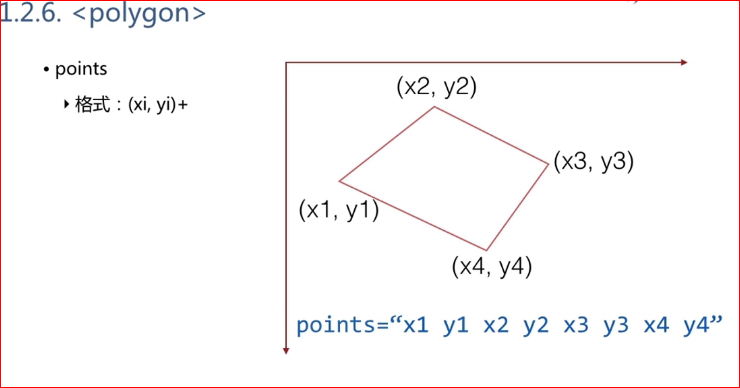 1.2.6. <polygon>
• points
格式：(xi, yi)+
(x2, y2)
(x3, y3)
(x1, y1)
(x4, y4)
points=“x1 y1 x2 y2 x3 y3 x4 y4”